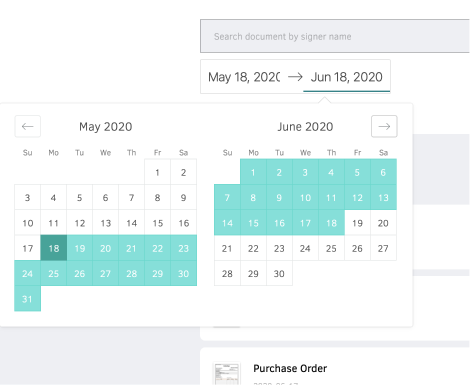 Search document by signer name
May 18, 2020 → Jun 18, 2020
← May 2020 June 2020 →
Su Mo Tu We Th Fr Sa Su Mo Tu We Th Fr Sa
1 2 1 2 3 4 5 6
3 4 5 6 7 8 9 7 8 9 10 11 12 13
10 11 12 13 14 15 16 14 15 16 17 18 19 20
17 18 19 20 21 22 23 21 22 23 24 25 26 27
24 25 26 27 28 29 30 28 29 30
31
Purchase Order